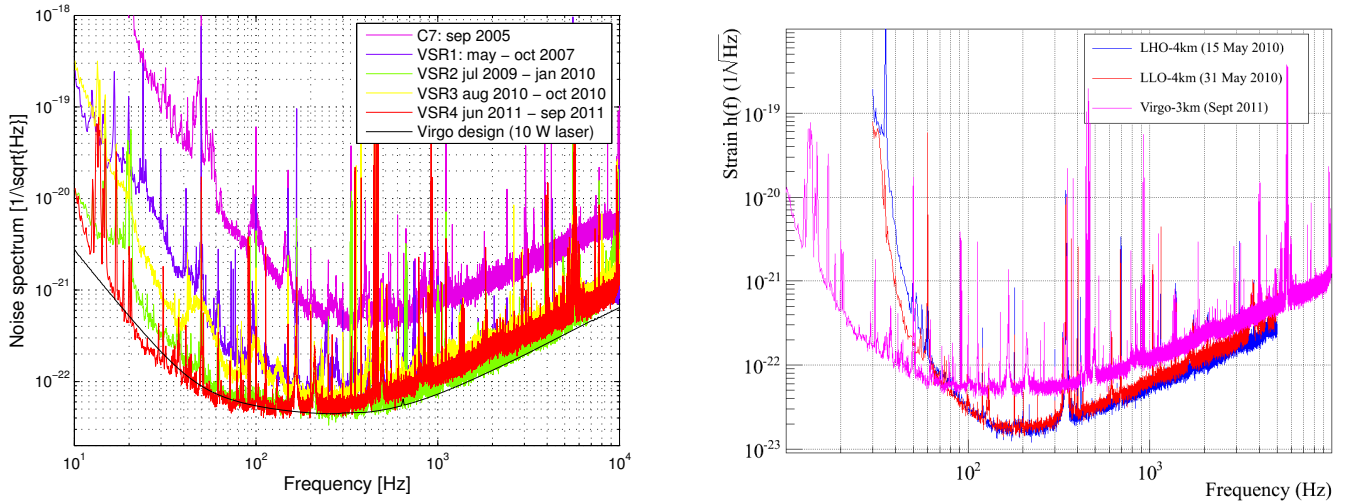 10^-18
10^-19
10^-20
10^-21
10^-22
Noise spectrum [1/\sqrt{Hz}]
C7: sep 2005
VSR1: may − oct 2007
VSR2 jul 2009 − jan 2010
VSR3 aug 2010 − oct 2010
VSR4 jun 2011 − sep 2011
Virgo design (10 W laser)
10^1 10^2 10^3 10^4
Frequency [Hz]
Strain h(f) (1/√Hz)
10^-19
10^-20
10^-21
10^-22
10^-23
LHO-4km (15 May 2010)
LLO-4km (31 May 2010)
Virgo-3km (Sept 2011)
10^2 10^3
Frequency (Hz)